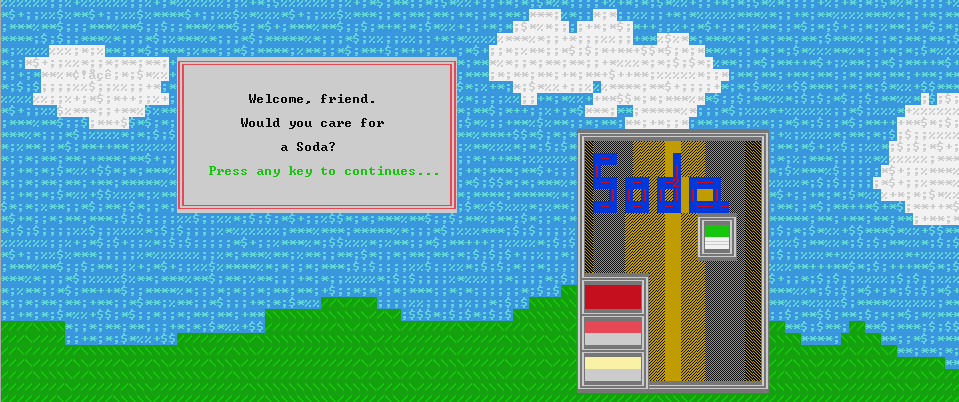 Welcome, friend.
Would you care for
a Soda?
Press any key to continues...
Soda